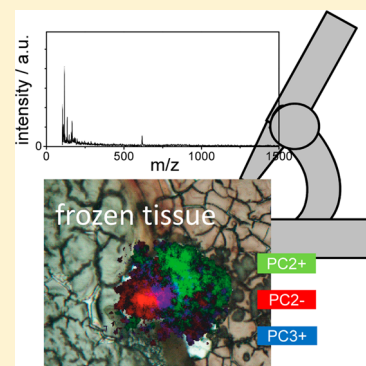 intensity / a.u.
0
0
500
1000
1500
m/z
frozen tissue
PC2+
PC2-
PC3+